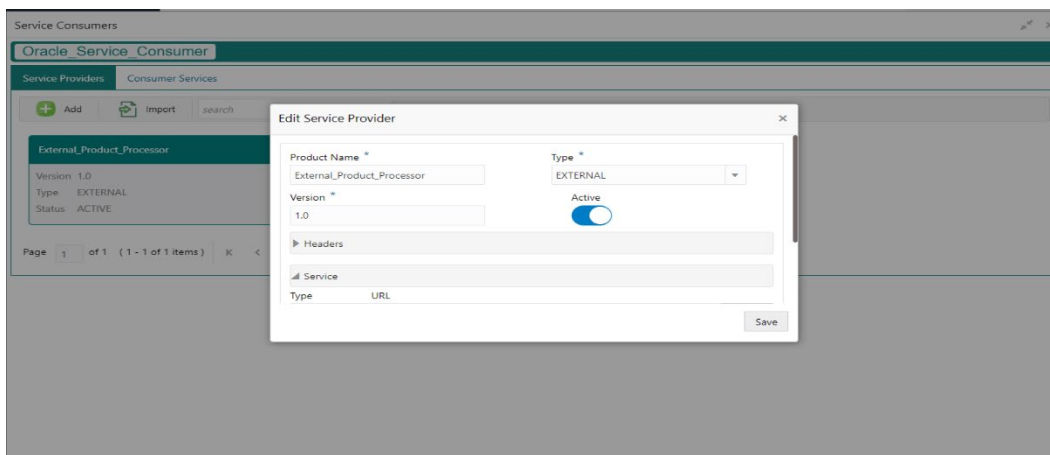 Service Consumers
Oracle_Service_Consumer
Service Providers Consumer Services
Add Import search
External_Product_Processor
Version 1.0
Type EXTERNAL
Status ACTIVE
Page 1 of 1 ( 1 - 1 of 1 items )
Edit Service Provider
Product Name * Type *
External_Product_Processor EXTERNAL
Version * Active
1.0
Headers
Service
Type URL
Save